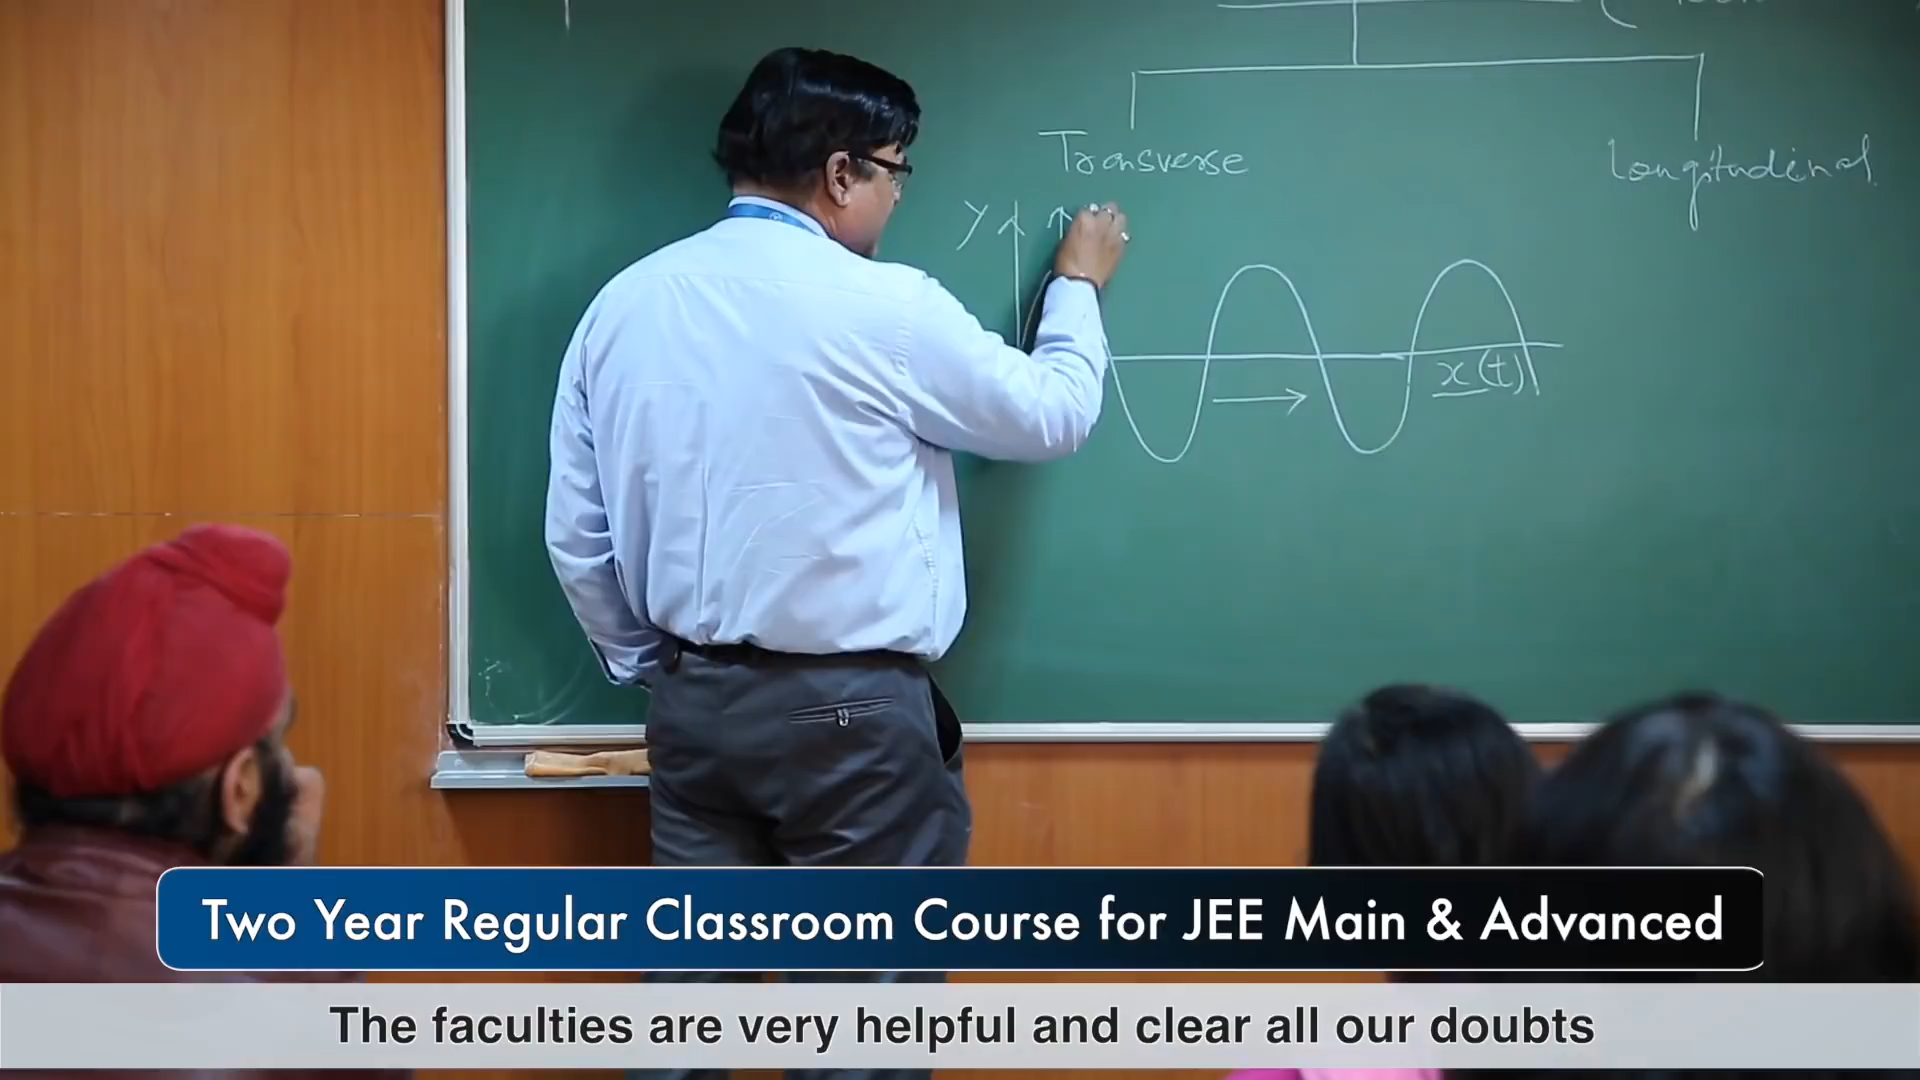 Transverse
Longitudinal
y
x(t)
Two Year Regular Classroom Course for JEE Main & Advanced
The faculties are very helpful and clear all our doubts